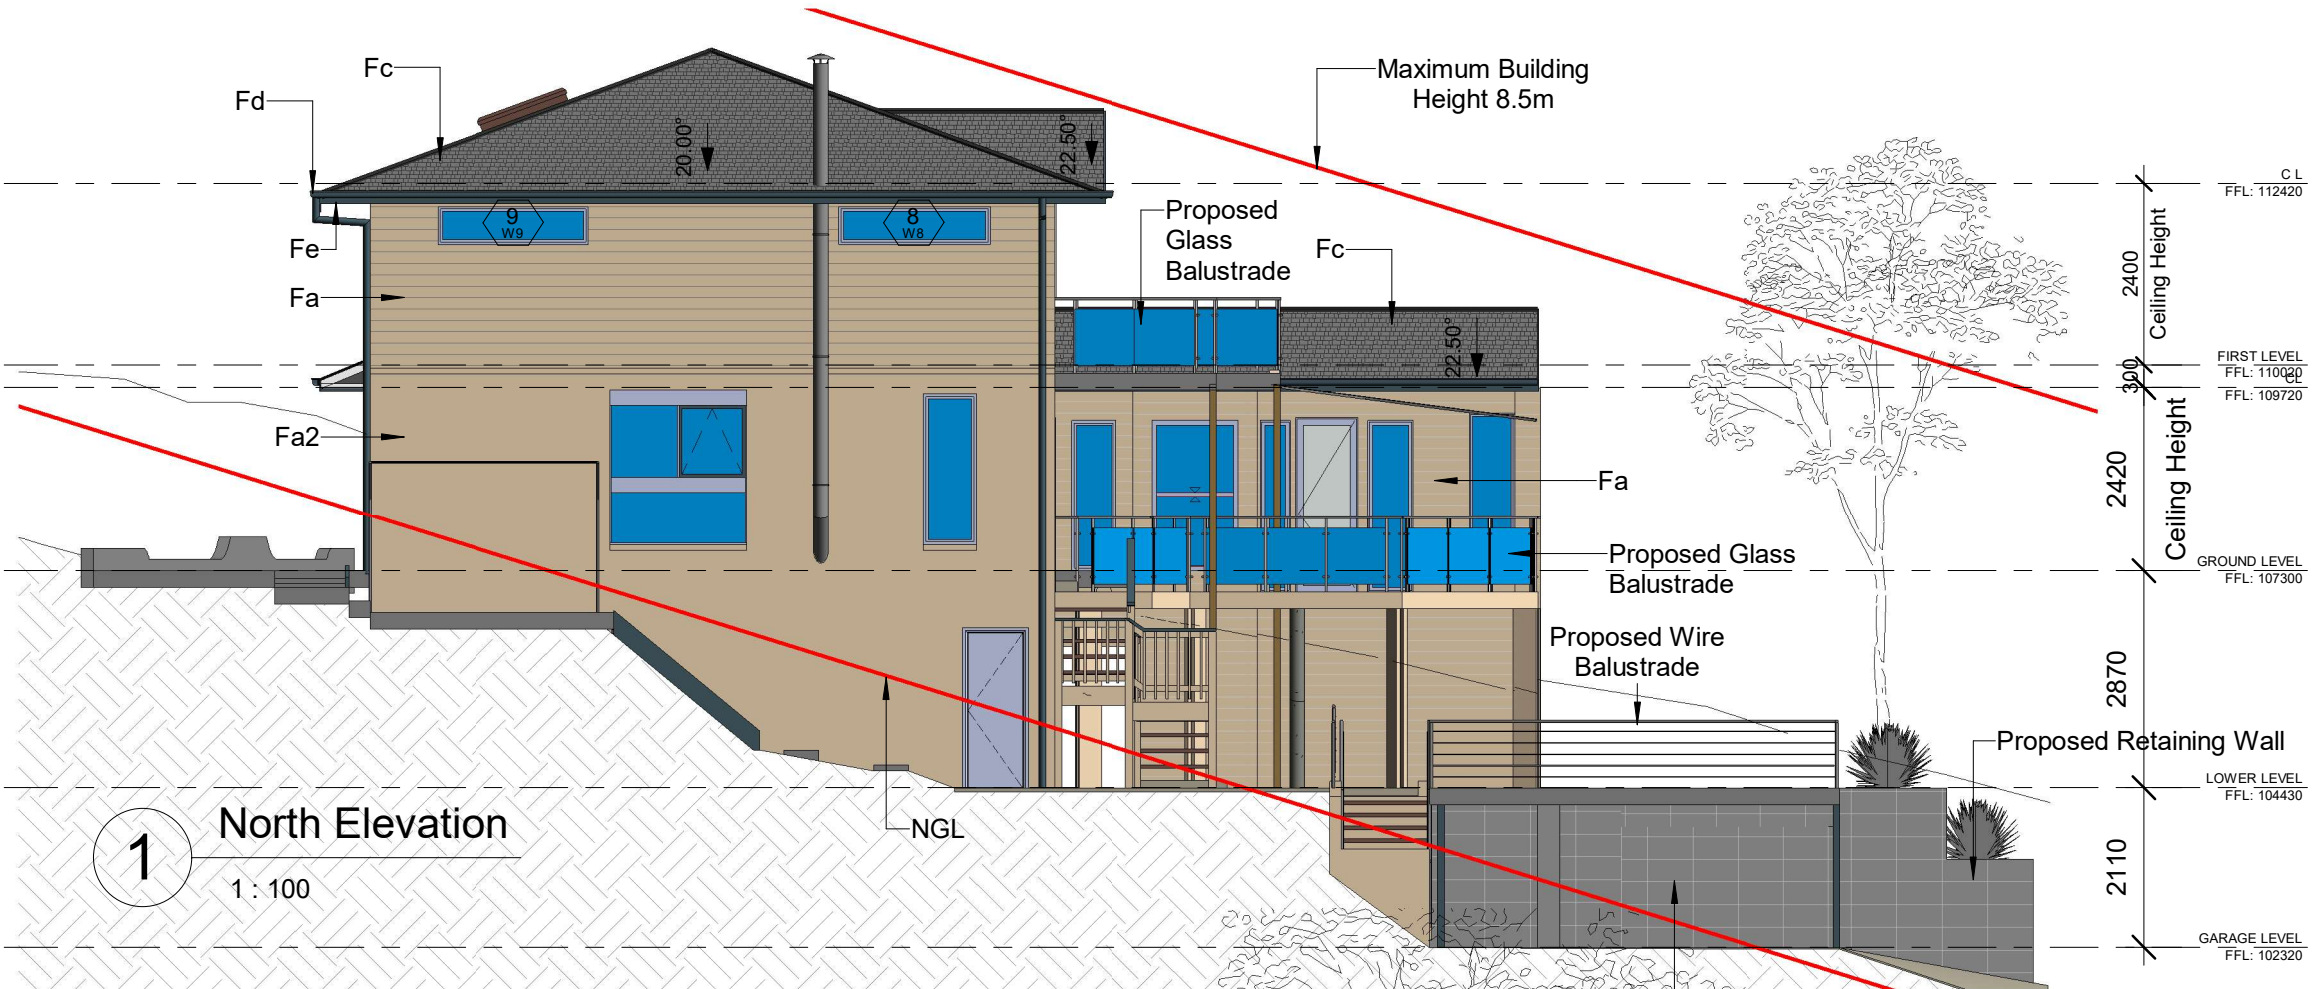 Maximum Building
Height 8.5m
Fc
Fd
20.00°
22.50°
C L
FFL: 112420
9
W9
8
W8
Proposed
Glass
Balustrade
Fe
Fc
Fa
2400
Ceiling Height
22.50°
FIRST LEVEL
FFL: 110020
300
CL
FFL: 109720
Fa2
Fa
2420
Ceiling Height
Proposed Glass
Balustrade
GROUND LEVEL
FFL: 107300
Proposed Wire
Balustrade
2870
Proposed Retaining Wall
LOWER LEVEL
FFL: 104430
1
North Elevation
1 : 100
NGL
2110
GARAGE LEVEL
FFL: 102320